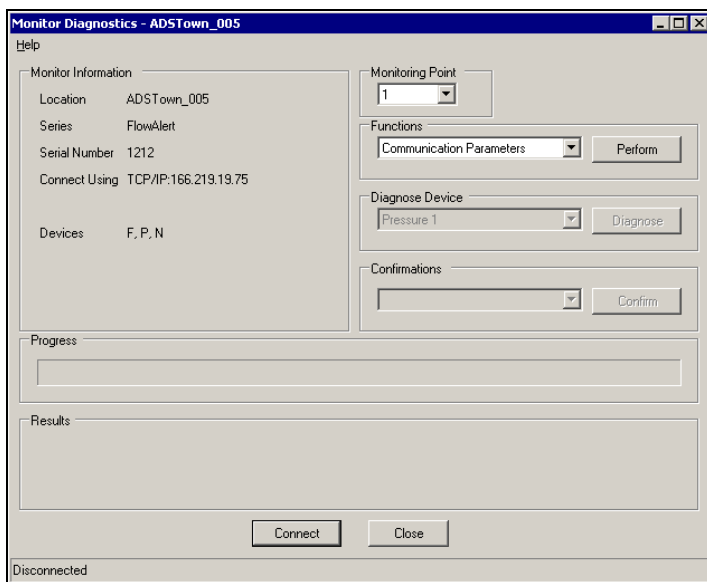 Monitor Diagnostics - ADSTown_005
Help
Monitor Information
Location ADSTown_005
Series FlowAlert
Serial Number 1212
Connect Using TCP/IP:166.219.19.75
Devices F, P, N
Monitoring Point
1
Functions
Communication Parameters Perform
Diagnose Device
Pressure 1 Diagnose
Confirmations
Confirm
Progress
Results
Connect Close
Disconnected